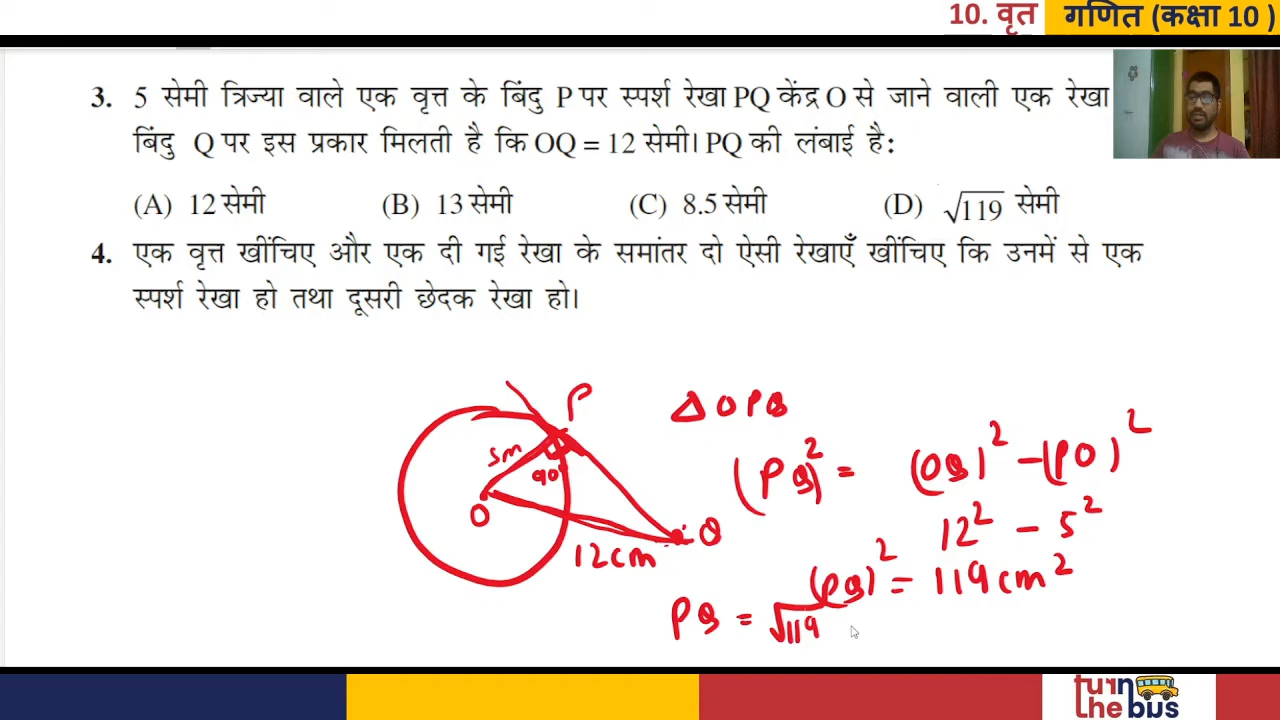 10. वृत गणित (कक्षा 10 )
3. 5 सेमी त्रिज्या वाले एक वृत्त के बिंदु P पर स्पर्श रेखा PQ केंद्र O से जाने वाली एक रेखा
बिंदु Q पर इस प्रकार मिलती है कि OQ = 12 सेमी। PQ की लंबाई है:
(A) 12 सेमी (B) 13 सेमी (C) 8.5 सेमी (D) √119 सेमी
4. एक वृत्त खींचिए और एक दी गई रेखा के समांतर दो ऐसी रेखाएँ खींचिए कि उनमें से एक
स्पर्श रेखा हो तथा दूसरी छेदक रेखा हो।
P
5m
90°
O
Q
12cm
Δ OPQ
(PQ)² = (OQ)² - (PO)²
12² - 5²
(PQ)² = 119 cm²
PQ = √119
turn
the bus